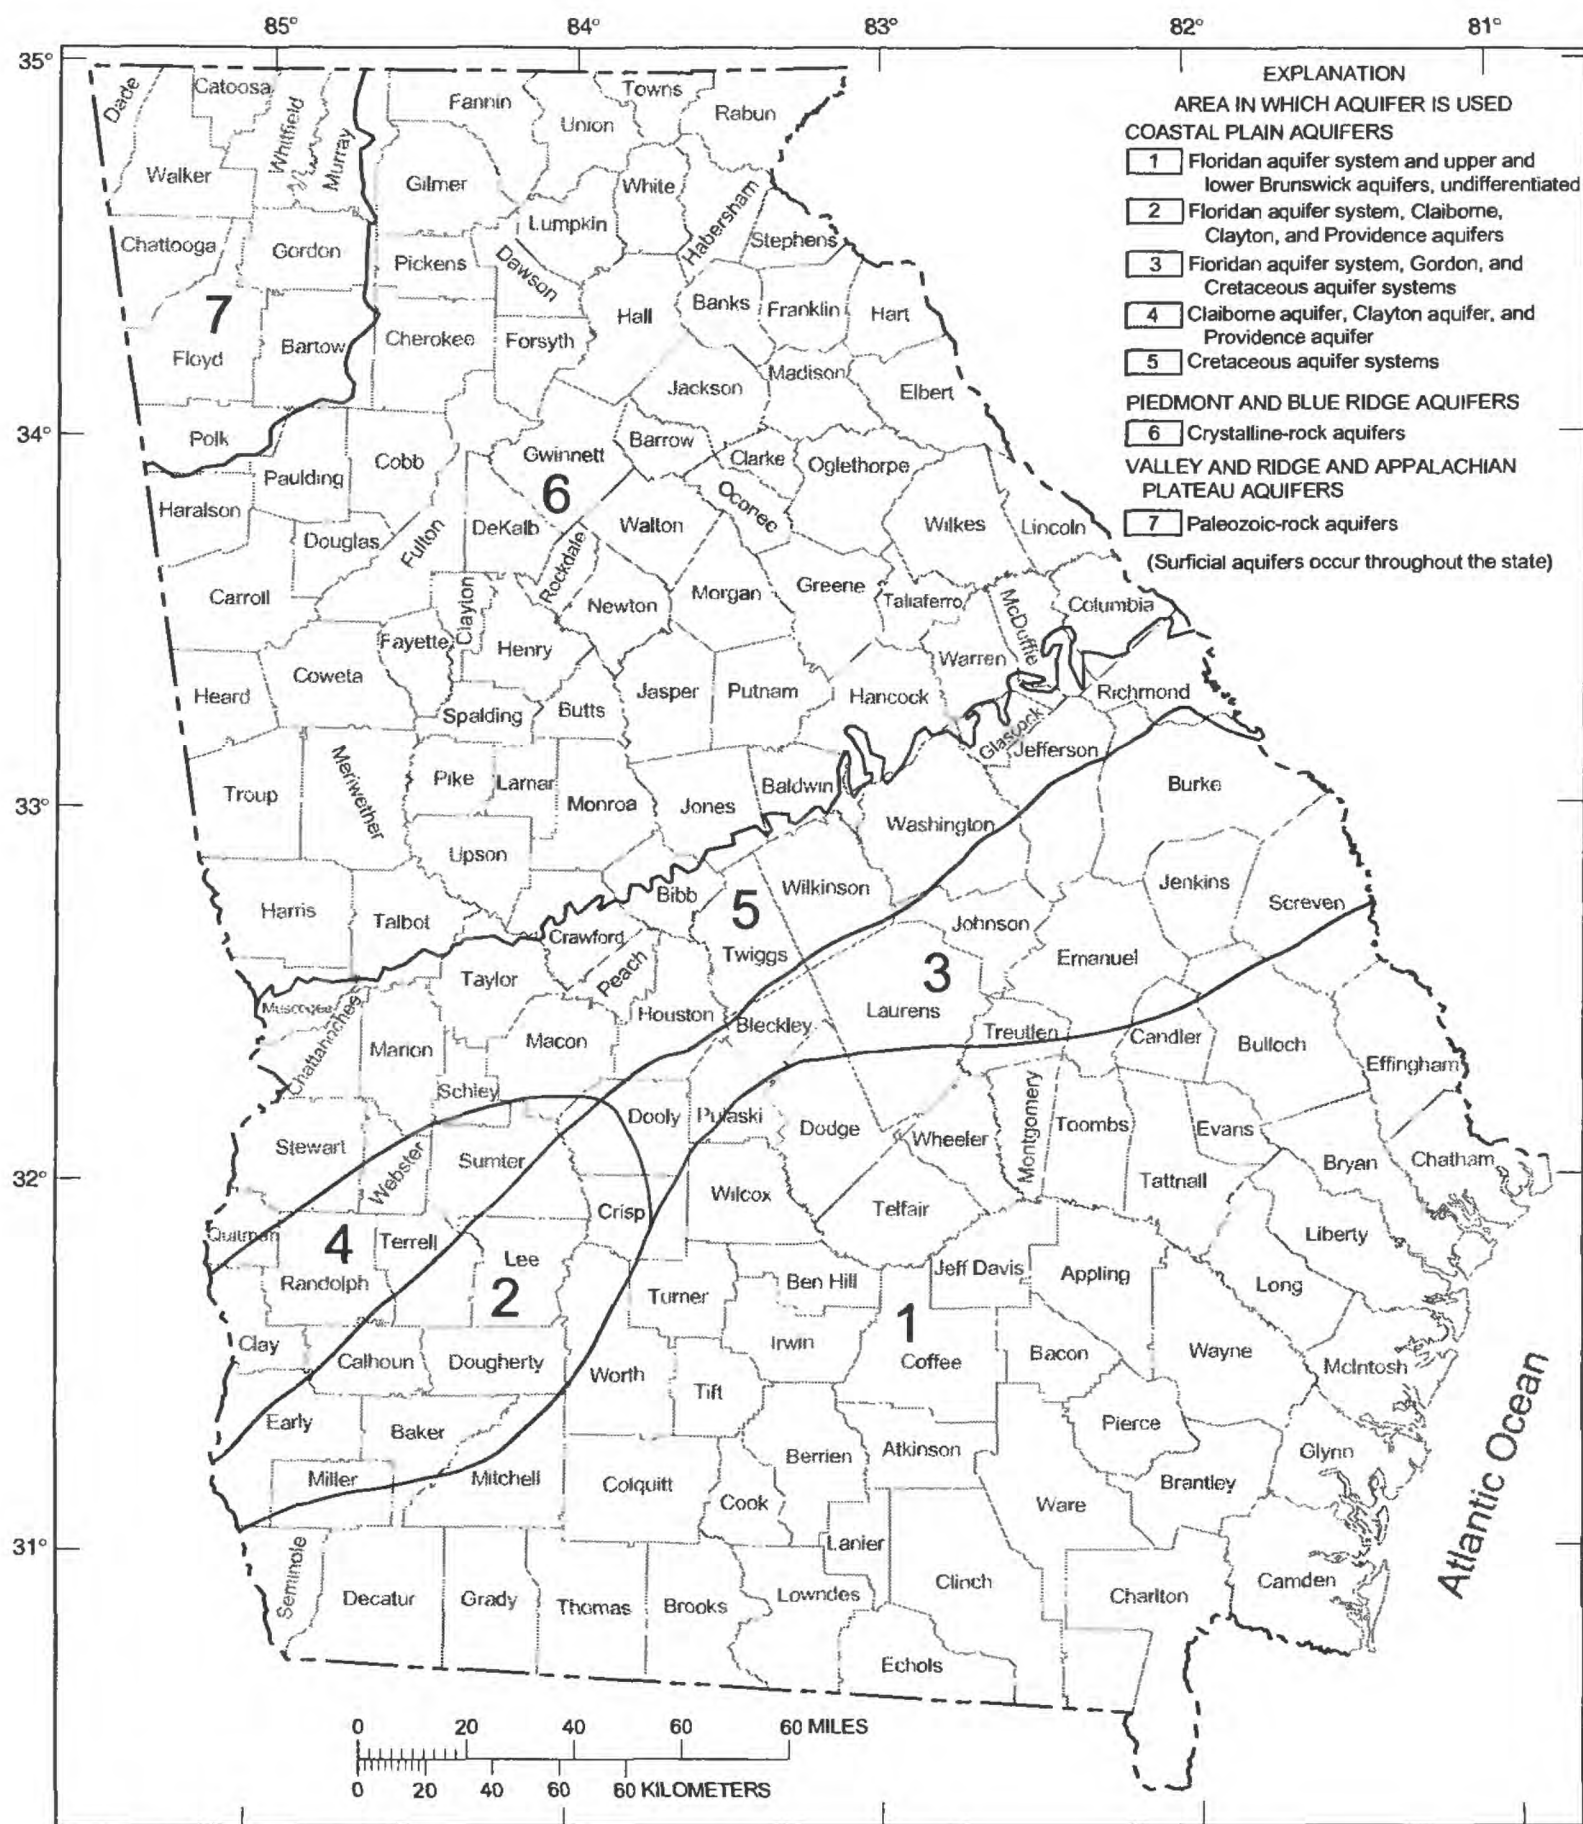 85° 84° 83° 82° 81°
35°
34°
33°
32°
31°
EXPLANATION
AREA IN WHICH AQUIFER IS USED
COASTAL PLAIN AQUIFERS
1 Floridan aquifer system and upper and
lower Brunswick aquifers, undifferentiated
2 Floridan aquifer system, Claiborne,
Clayton, and Providence aquifers
3 Floridan aquifer system, Gordon, and
Cretaceous aquifer systems
4 Claiborne aquifer, Clayton aquifer, and
Providence aquifer
5 Cretaceous aquifer systems
PIEDMONT AND BLUE RIDGE AQUIFERS
6 Crystalline-rock aquifers
VALLEY AND RIDGE AND APPALACHIAN
PLATEAU AQUIFERS
7 Paleozoic-rock aquifers
(Surficial aquifers occur throughout the state)
Dade
Catoosa
Whitfield
Murray
Fannin
Towns
Union
Rabun
Walker
Gilmer
White
Lumpkin
Habersham
Stephens
Chattooga
Gordon
Pickens
Dawson
7
Floyd
Bartow
Cherokee
Forsyth
Hall
Banks
Franklin
Hart
Jackson
Madison
Elbert
Polk
Paulding
Cobb
Gwinnett
Barrow
Clarke
Oglethorpe
6
Haralson
Douglas
Fulton
DeKalb
Rockdale
Walton
Oconec
Wilkes
Lincoln
Carroll
Clayton
Newton
Morgan
Greene
Taliaferro
McDuffie
Columbia
Fayette
Henry
Coweta
Heard
Spalding
Butts
Jasper
Putnam
Hancock
Warren
Glascock
Richmond
Jefferson
Troup
Meriwether
Pike
Lamar
Monroa
Jones
Baldwin
Washington
Burke
Upson
Harris
Talbot
Bibb
5
Wilkinson
Twiggs
Johnson
Jenkins
Screven
Crawford
Peach
Taylor
Houston
3
Laurens
Emanuel
Muscogee
Chattahoochee
Marion
Macon
Bleckley
Treutlen
Candler
Bulloch
Effingham
Schley
Dooly
Pulaski
Dodge
Wheeler
Montgomery
Toombs
Evans
Bryan
Chatham
Stewart
Webster
Sumter
Crisp
Wilcox
Telfair
Tattnall
Liberty
Quitman
4
Randolph
Terrell
Lee
2
Turner
Ben Hill
Jeff Davis
Appling
Long
Clay
Calhoun
Dougherty
Worth
Tift
Irwin
1
Coffee
Bacon
Wayne
McIntosh
Early
Baker
Miller
Mitchell
Colquitt
Cook
Berrien
Atkinson
Pierce
Brantley
Glynn
Ware
Seminole
Decatur
Grady
Thomas
Brooks
Lowndes
Lanier
Clinch
Echols
Charlton
Camden
Atlantic Ocean
0 20 40 60 60 MILES
0 20 40 60 60 KILOMETERS